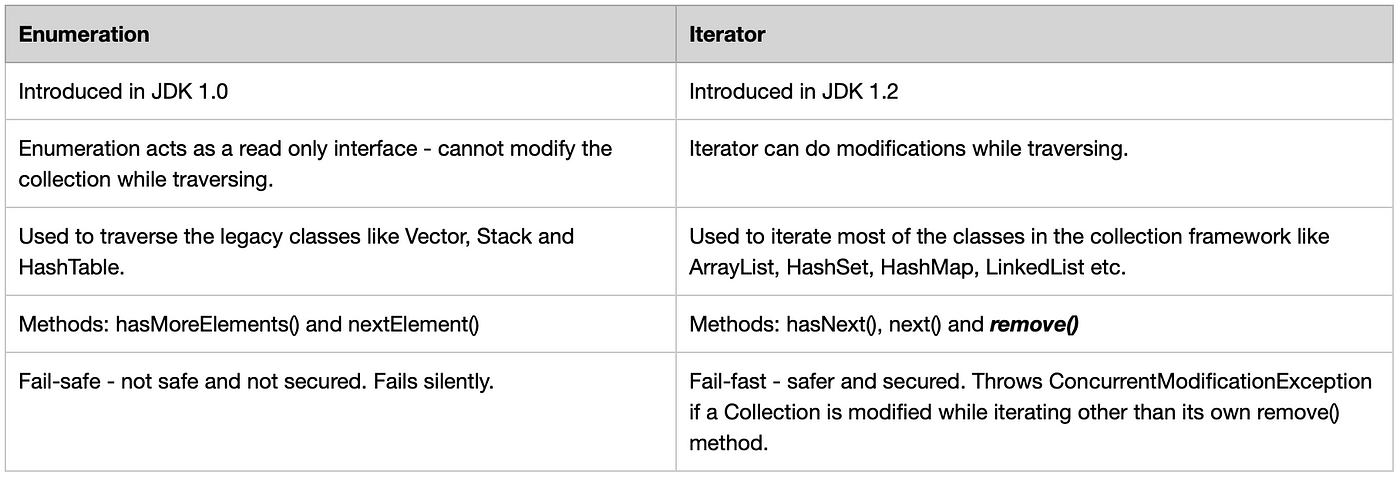 Enumeration
Iterator
Introduced in JDK 1.0
Introduced in JDK 1.2
Enumeration acts as a read only interface - cannot modify the
collection while traversing.
Iterator can do modifications while traversing.
Used to traverse the legacy classes like Vector, Stack and
HashTable.
Used to iterate most of the classes in the collection framework like
ArrayList, HashSet, HashMap, LinkedList etc.
Methods: hasMoreElements() and nextElement()
Methods: hasNext(), next() and remove()
Fail-safe - not safe and not secured. Fails silently.
Fail-fast - safer and secured. Throws ConcurrentModificationException
if a Collection is modified while iterating other than its own remove()
method.